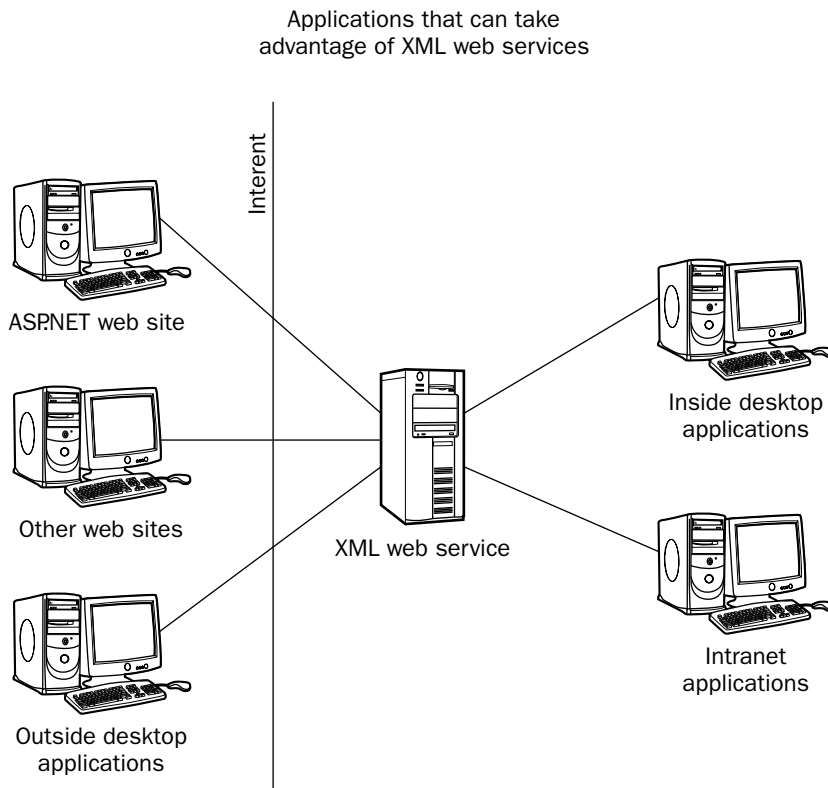 Applications that can take
advantage of XML web services
Interent
ASP.NET web site
Inside desktop
applications
Other web sites
XML web service
Intranet
applications
Outside desktop
applications